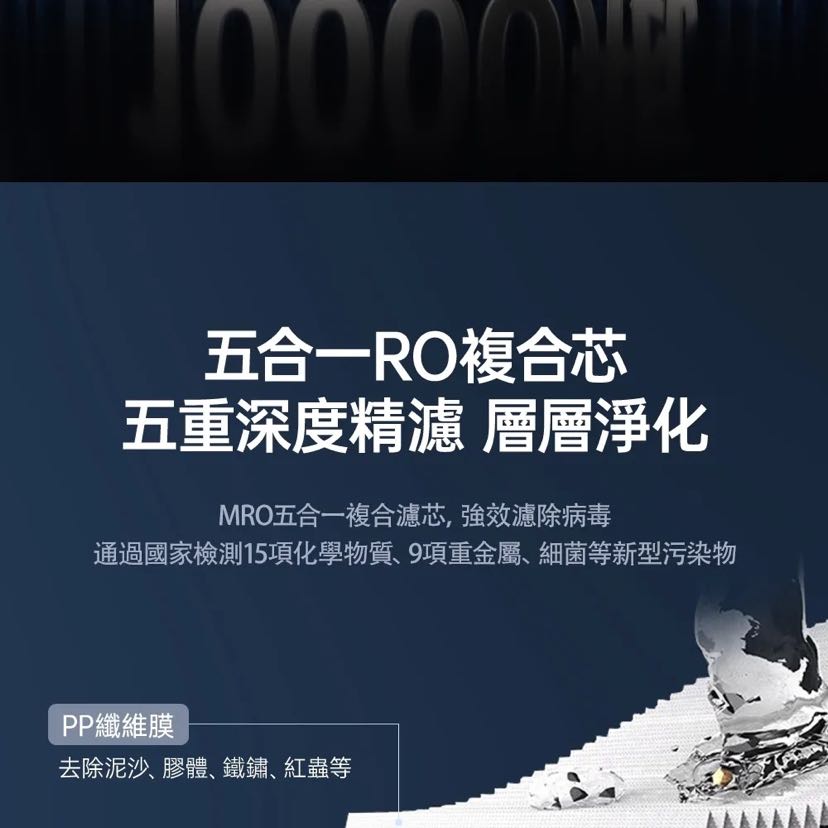 五合一RO複合芯
五重深度精濾 層層淨化
MRO五合一複合濾芯, 強效濾除病毒
通過國家檢測15項化學物質、9項重金屬、細菌等新型污染物
PP纖維膜
去除泥沙、膠體、鐵鏽、紅蟲等